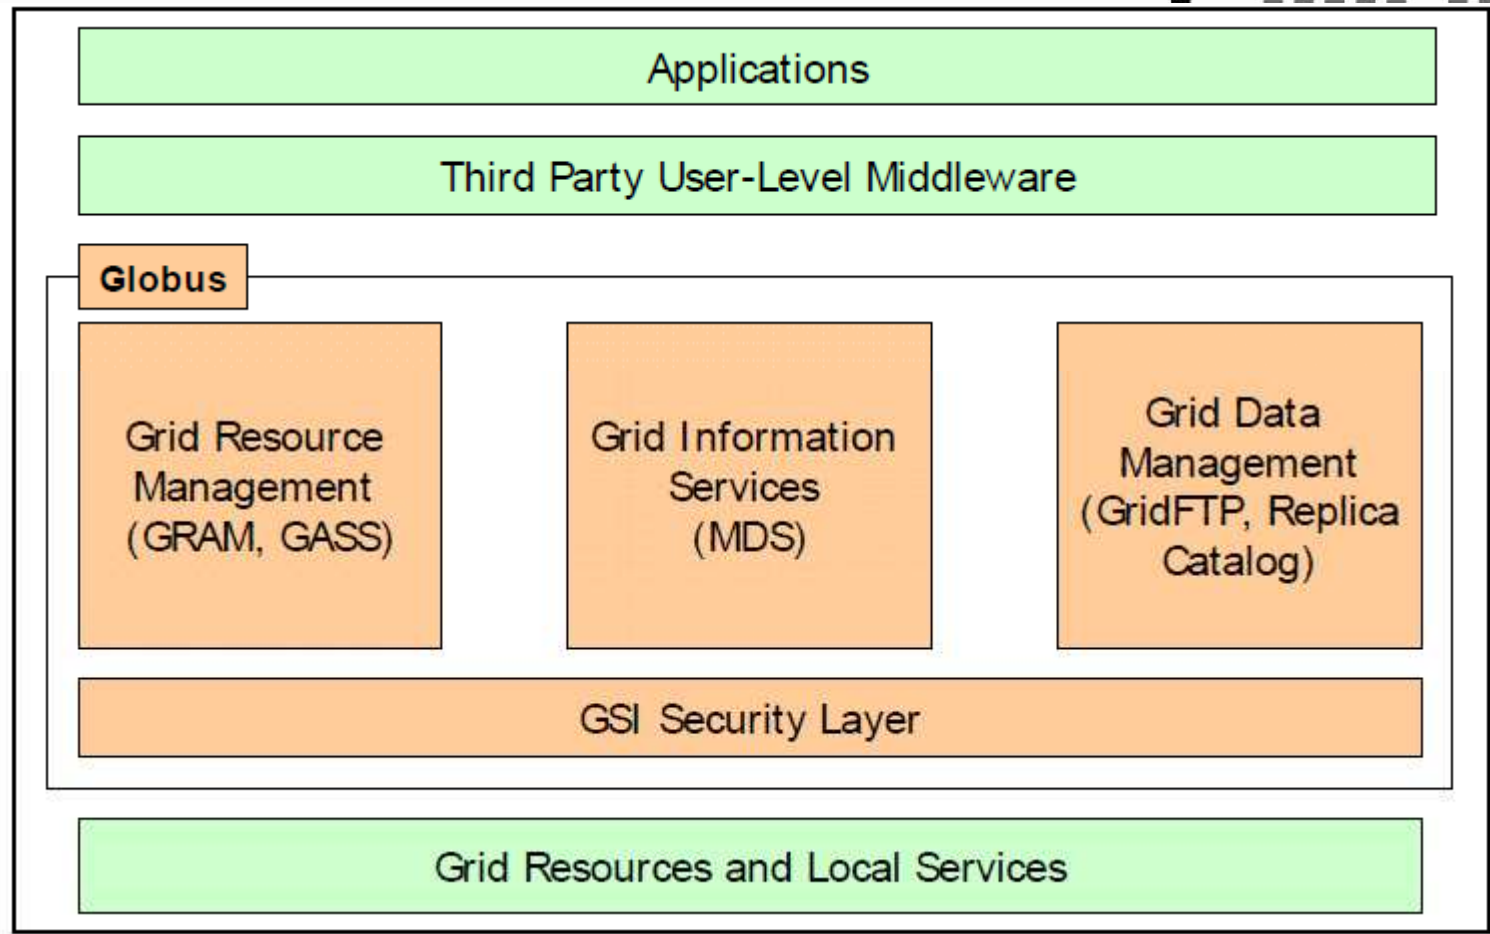 Applications
Third Party User-Level Middleware
Globus
Grid Resource
Management
(GRAM, GASS)
Grid Information
Services
(MDS)
Grid Data
Management
(GridFTP, Replica
Catalog)
GSI Security Layer
Grid Resources and Local Services